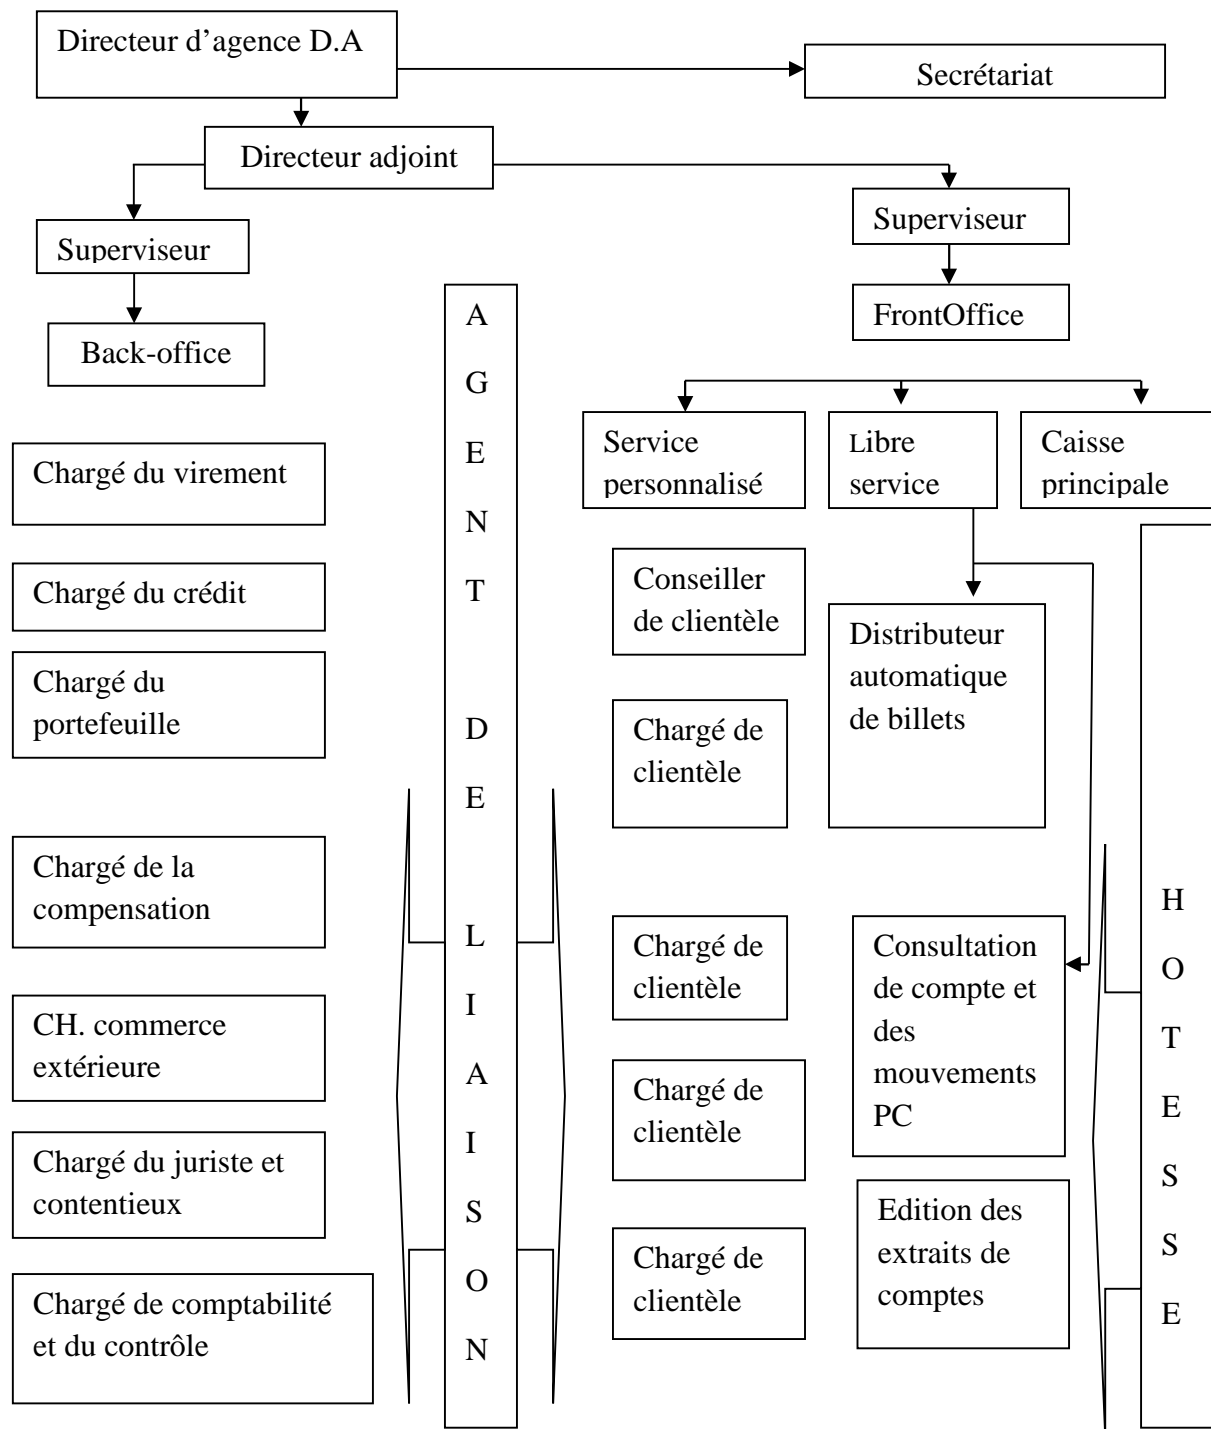 Directeur d’agence D.A
Secrétariat
Directeur adjoint
Superviseur
Superviseur
Back-office
FrontOffice
Service
personnalisé
Libre
service
Caisse
principale
Chargé du virement
Chargé du crédit
Chargé du
portefeuille
Chargé de la
compensation
CH. commerce
extérieure
Chargé du juriste et
contentieux
Chargé de comptabilité
et du contrôle
A
G
E
N
T
D
E
L
I
A
I
S
O
N
Conseiller
de clientèle
Chargé de
clientèle
Chargé de
clientèle
Chargé de
clientèle
Chargé de
clientèle
Distributeur
automatique
de billets
Consultation
de compte et
des
mouvements
PC
Edition des
extraits de
comptes
H
O
T
E
S
S
E